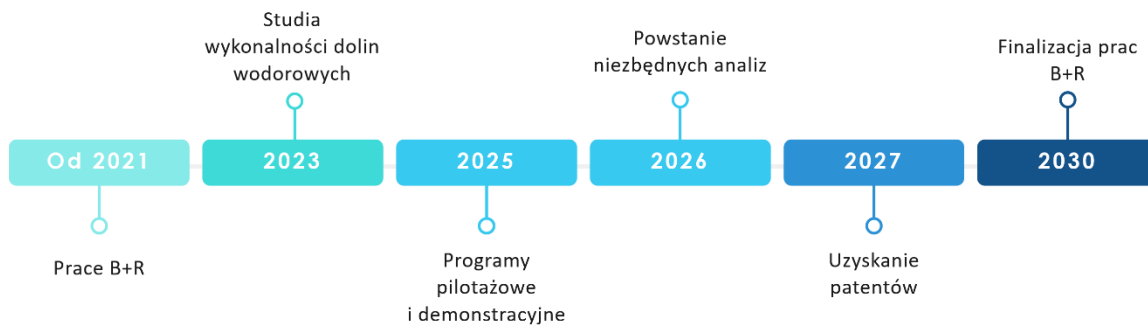 Studia
wykonalności dolin
wodorowych
Powstanie
niezbędnych analiz
Finalizacja prac
B+R
Od 2021
2023
2025
2026
2027
2030
Prace B+R
Programy
pilotażowe
i demonstracyjne
Uzyskanie
patentów